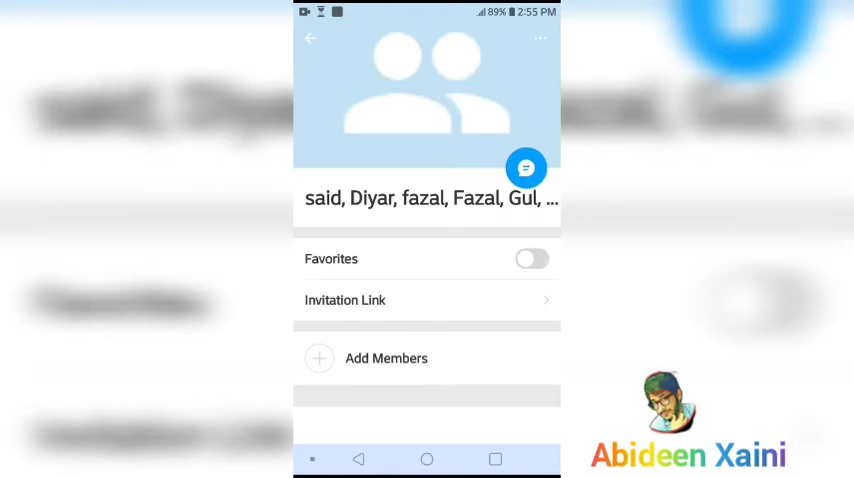 89% 2:55 PM
said, Diyar, fazal, Fazal, Gul, ...
Favorites
Invitation Link
Add Members
Abideen Xaini